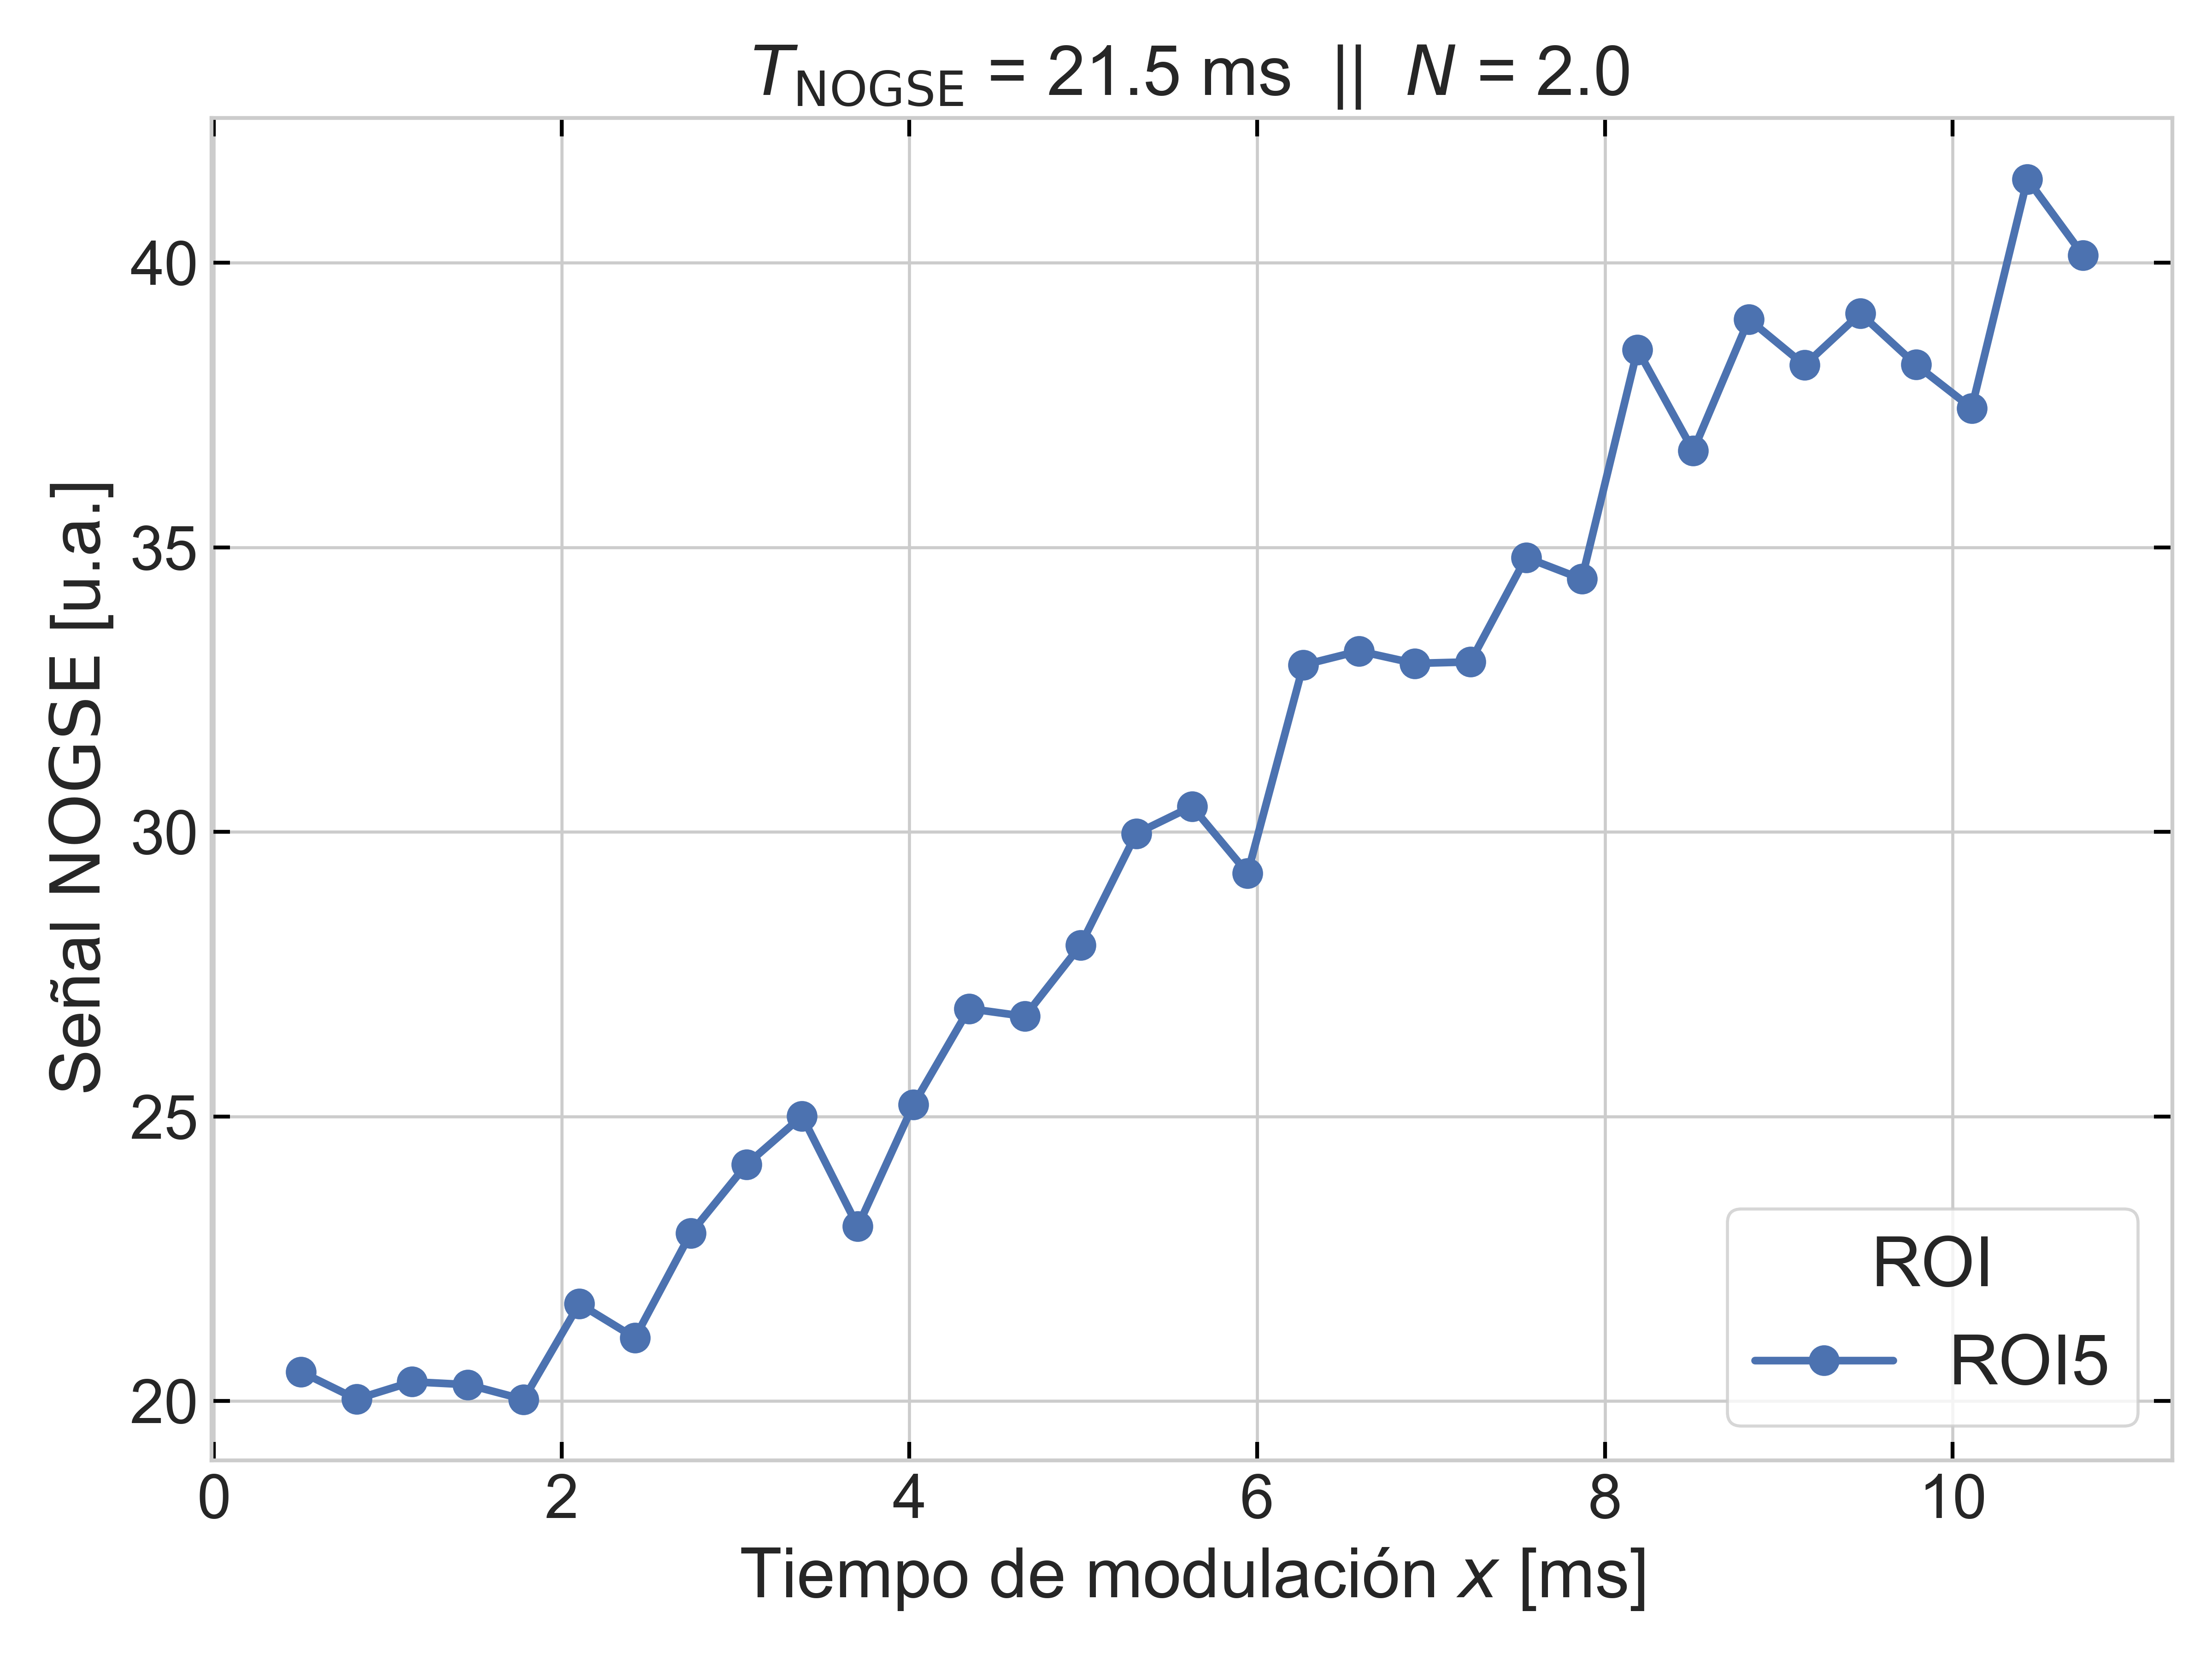 T_NOGSE = 21.5 ms || N = 2.0
Señal NOGSE [u.a.]
40
35
30
25
20
0 2 4 6 8 10
Tiempo de modulación x [ms]
ROI
ROI5